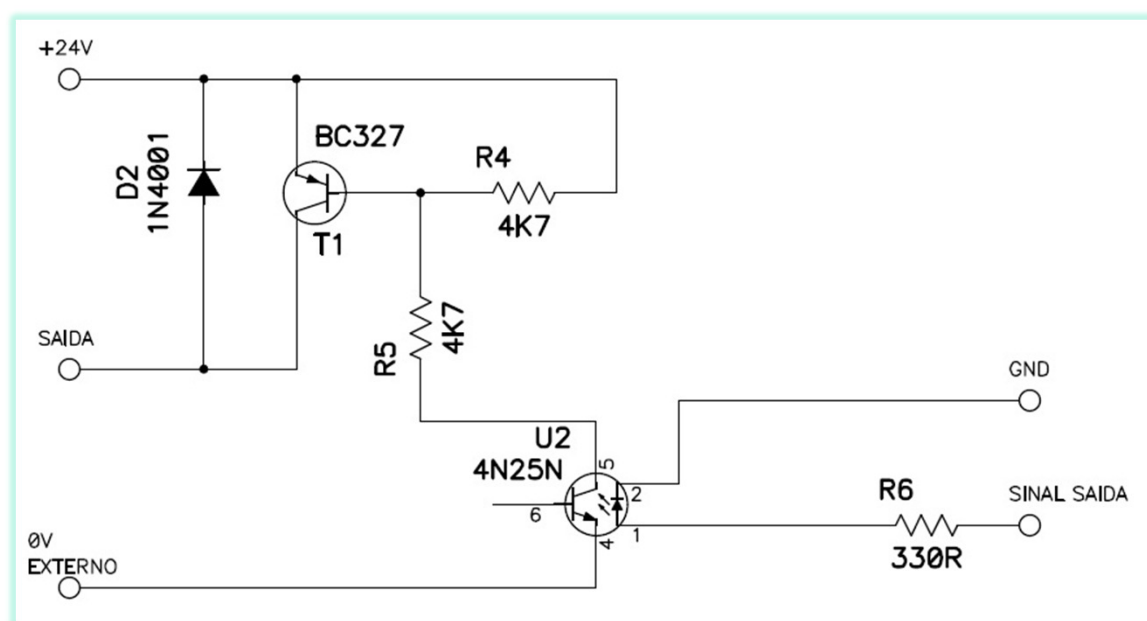 +24V
BC327
D2
1N4001
R4
4K7
T1
4K7
R5
SAIDA
GND
U2
4N25N
5
2
6
R6
SINAL SAIDA
1
4
330R
0V
EXTERNO